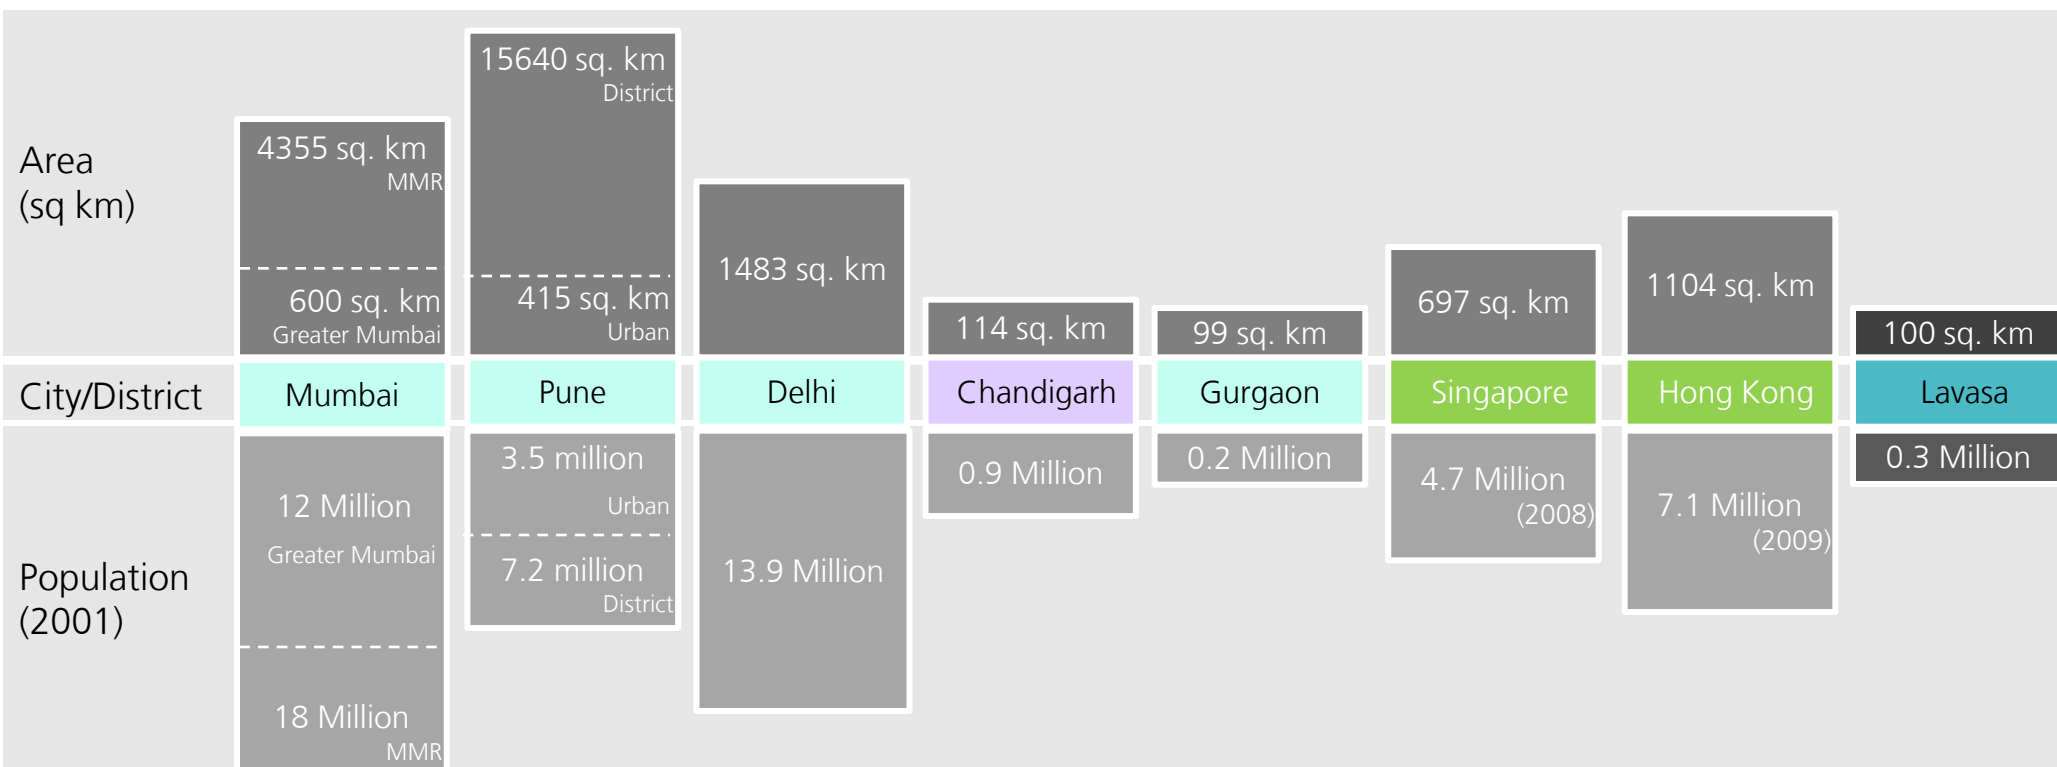 Area
(sq km)
4355 sq. km
MMR
600 sq. km
Greater Mumbai
15640 sq. km
District
415 sq. km
Urban
1483 sq. km
114 sq. km
99 sq. km
697 sq. km
1104 sq. km
100 sq. km
City/District
Mumbai
Pune
Delhi
Chandigarh
Gurgaon
Singapore
Hong Kong
Lavasa
Population
(2001)
12 Million
Greater Mumbai
18 Million
MMR
3.5 million
Urban
7.2 million
District
13.9 Million
0.9 Million
0.2 Million
4.7 Million
(2008)
7.1 Million
(2009)
0.3 Million